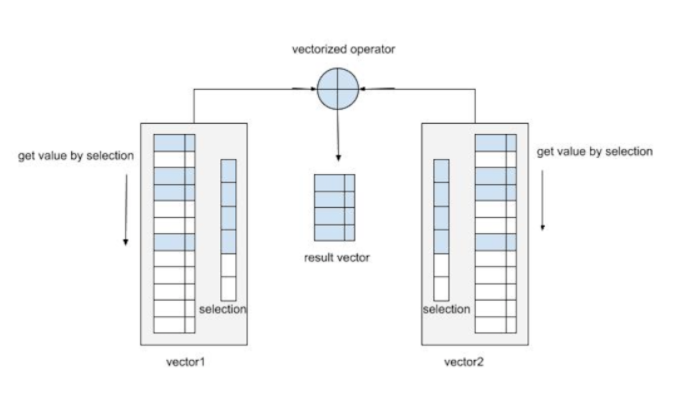 vectorized operator
get value by selection
get value by selection
result vector
selection
selection
vector1
vector2